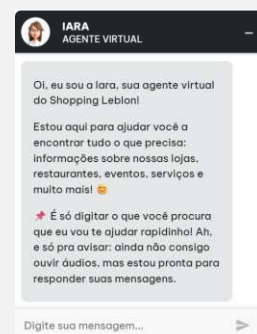 IARA
AGENTE VIRTUAL
Oi, eu sou a Iara, sua agente virtual
do Shopping Leblon!
Estou aqui para ajudar você a
encontrar tudo o que precisa:
informações sobre nossas lojas,
restaurantes, eventos, serviços e
muito mais! 😊
📌 É só digitar o que você procura
que eu vou te ajudar rapidinho! Ah,
e só pra avisar: ainda não consigo
ouvir áudios, mas estou pronta para
responder suas mensagens.
Digite sua mensagem...